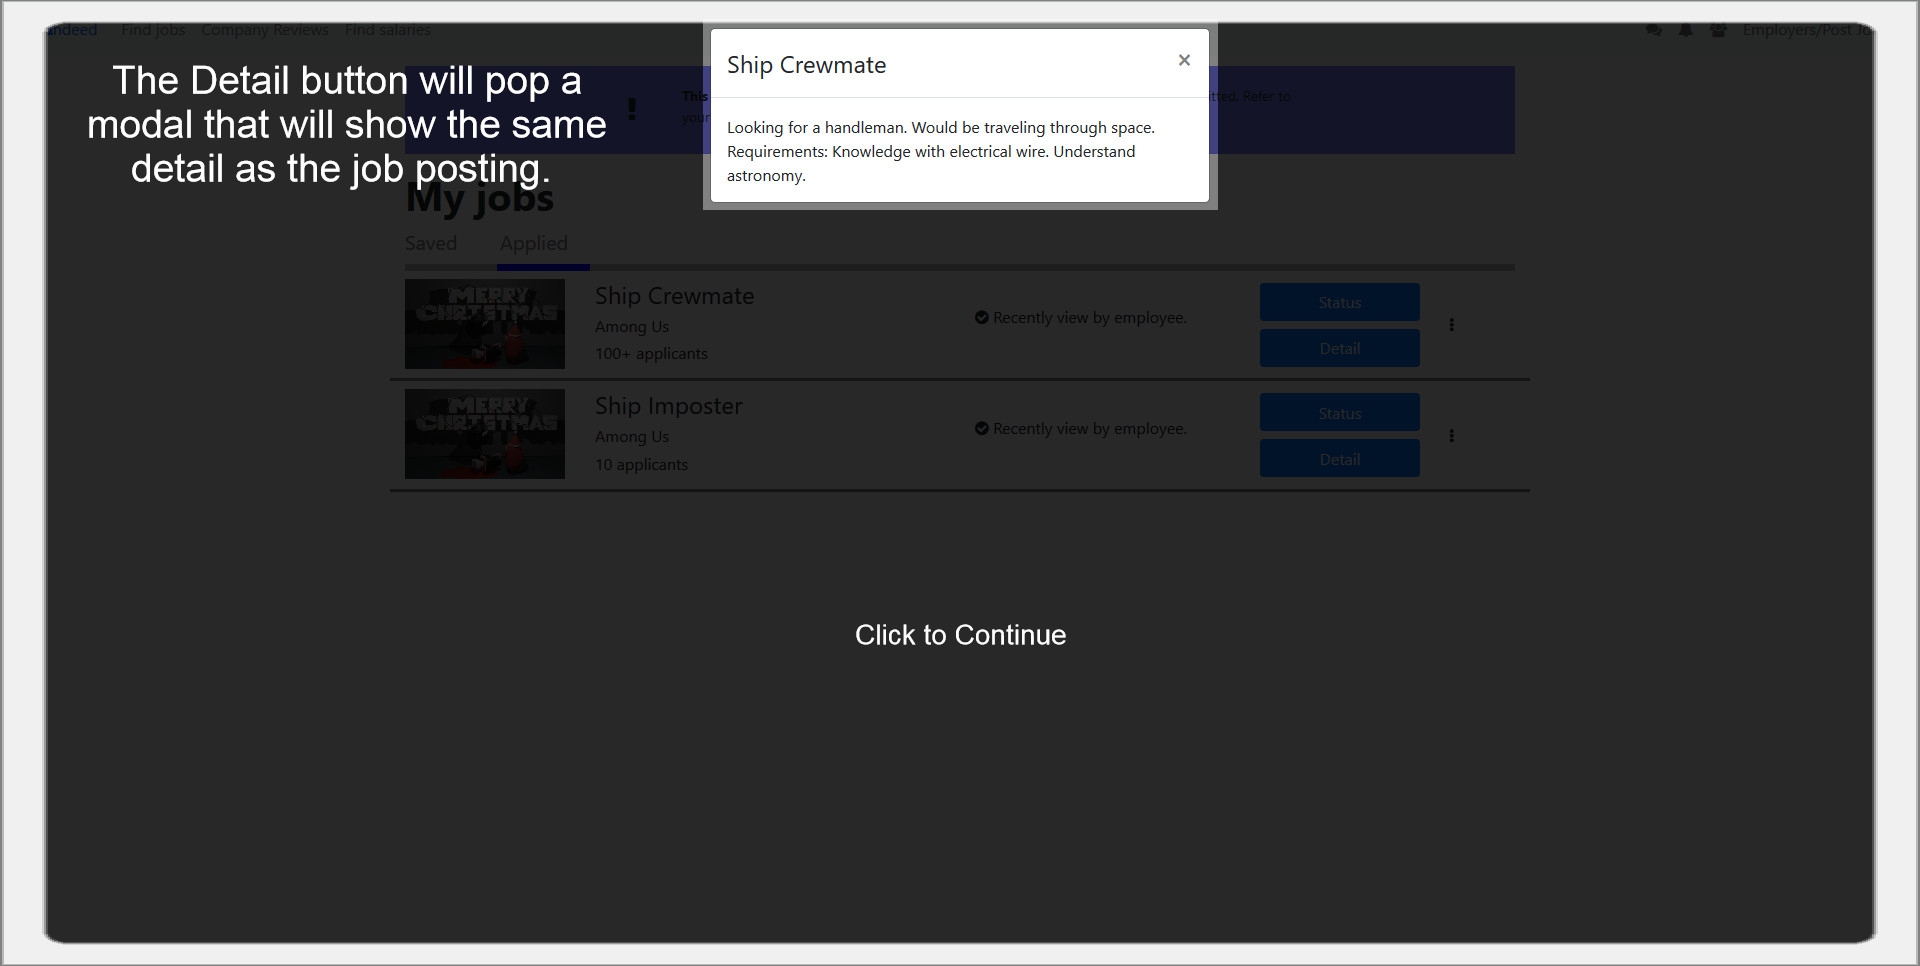 indeed Find jobs Company Reviews Find salaries Employers/Post Jo
The Detail button will pop a
modal that will show the same
detail as the job posting.
Ship Crewmate ×
Looking for a handleman. Would be traveling through space.
Requirements: Knowledge with electrical wire. Understand
astronomy.
! This tted. Refer to
your
My jobs
Saved Applied
MERRY
CHRISTMAS
Ship Crewmate
Among Us
100+ applicants
Recently view by employee.
Status
Detail
MERRY
CHRISTMAS
Ship Imposter
Among Us
10 applicants
Recently view by employee.
Status
Detail
Click to Continue